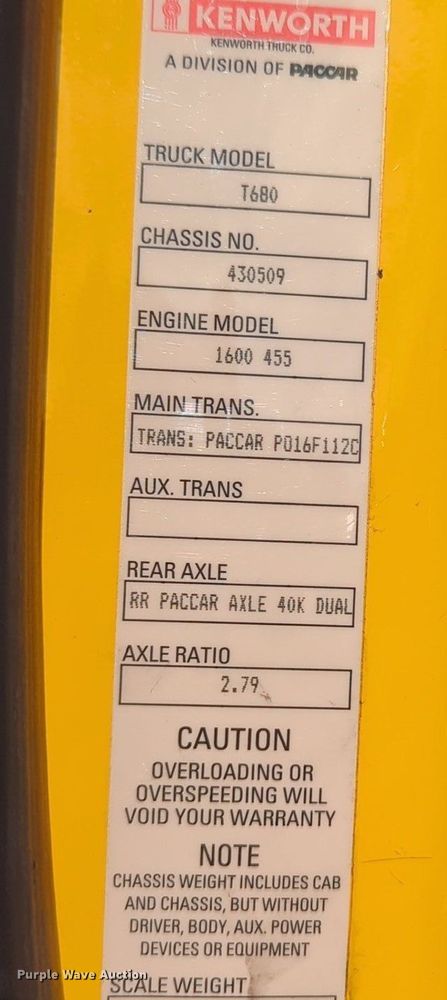 KENWORTH
KENWORTH TRUCK CO.
A DIVISION OF PACCAR
TRUCK MODEL
T680
CHASSIS NO.
430509
ENGINE MODEL
1600 455
MAIN TRANS.
TRANS: PACCAR PO16F112C
AUX. TRANS
REAR AXLE
RR PACCAR AXLE 40K DUAL
AXLE RATIO
2.79
CAUTION
OVERLOADING OR
OVERSPEEDING WILL
VOID YOUR WARRANTY
NOTE
CHASSIS WEIGHT INCLUDES CAB
AND CHASSIS, BUT WITHOUT
DRIVER, BODY, AUX. POWER
DEVICES OR EQUIPMENT
SCALE WEIGHT
Purple Wave Auction